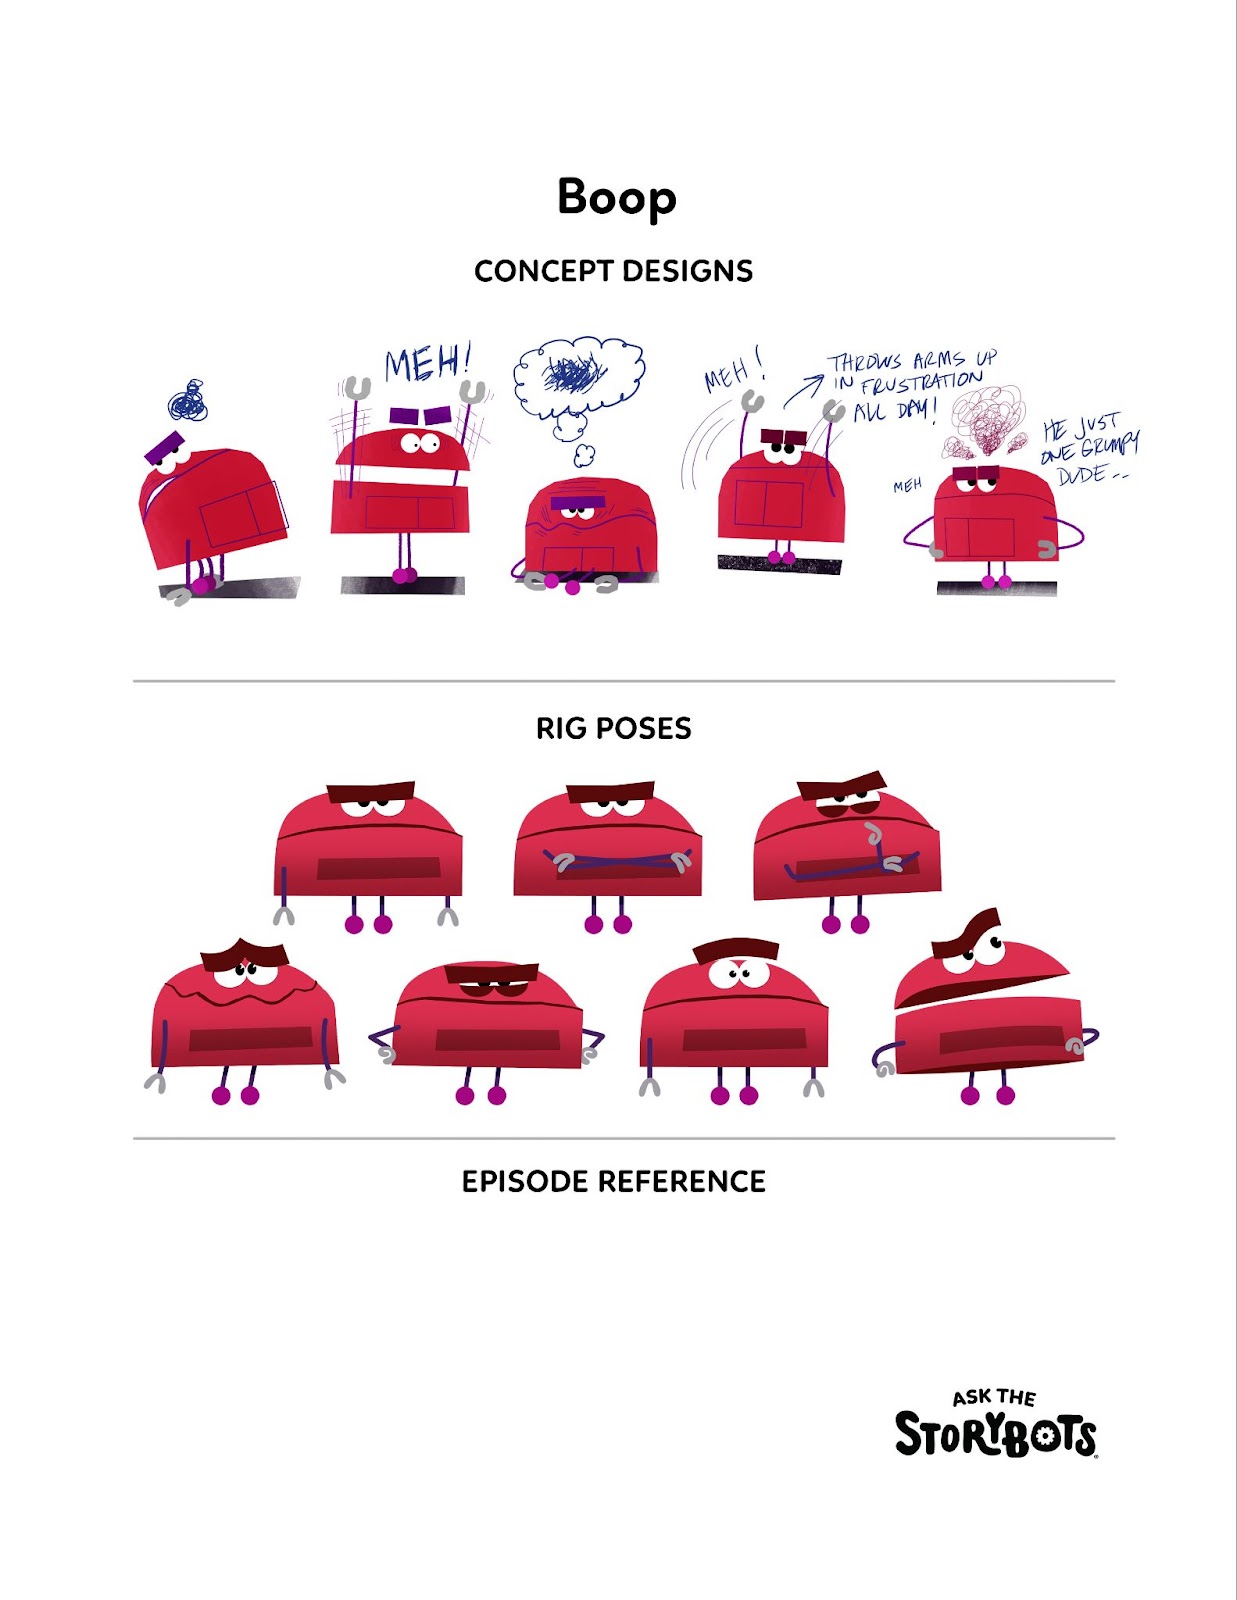 Boop
CONCEPT DESIGNS
MEH!
MEH!
THROWS ARMS UP
IN FRUSTRATION
ALL DAY!
MEH
HE JUST
ONE GRUMPY
DUDE --
RIG POSES
EPISODE REFERENCE
ASK THE
STORYBOTS